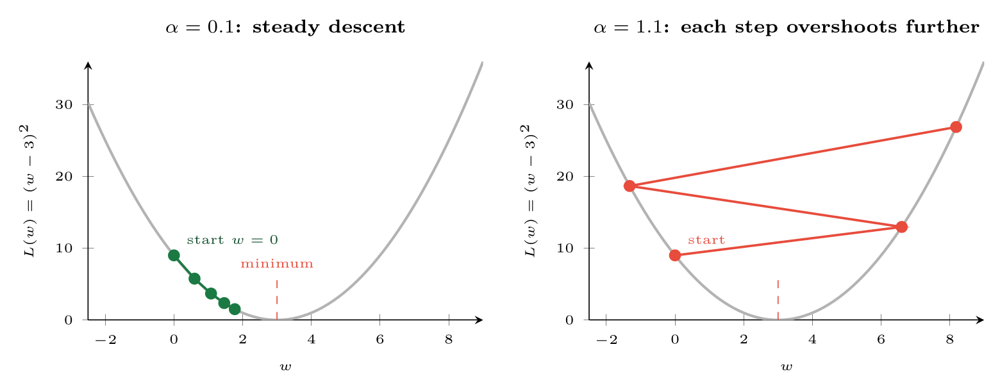 α = 0.1: steady descent
L(w) = (w − 3)²
30
20
10
0
start w = 0
minimum
−2
0
2
4
6
8
w
α = 1.1: each step overshoots further
L(w) = (w − 3)²
30
20
10
0
start
−2
0
2
4
6
8
w